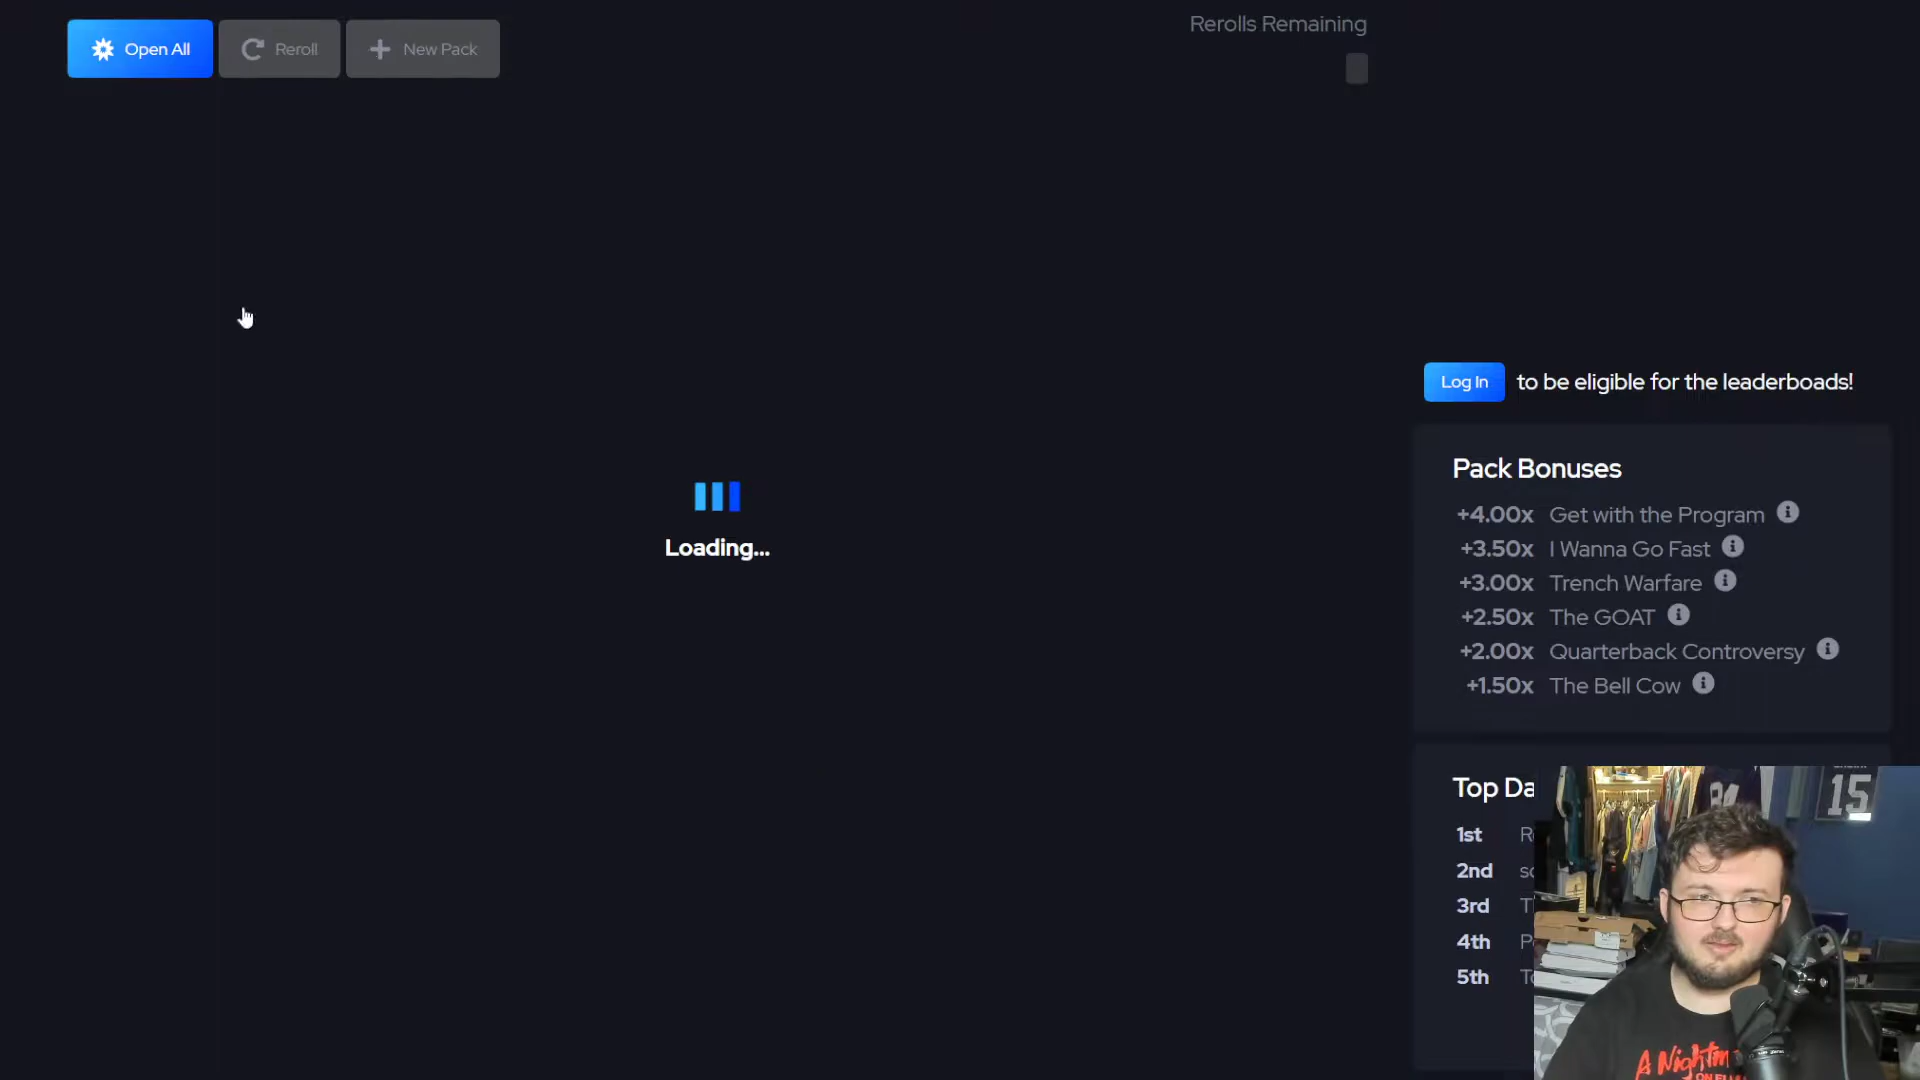 Open All
Reroll
New Pack
Rerolls Remaining
Log In to be eligible for the leaderboads!
Loading...
Pack Bonuses
+4.00x Get with the Program
+3.50x I Wanna Go Fast
+3.00x Trench Warfare
+2.50x The GOAT
+2.00x Quarterback Controversy
+1.50x The Bell Cow
Top Da
1st
2nd
3rd
4th
5th
84
15
A Nightm